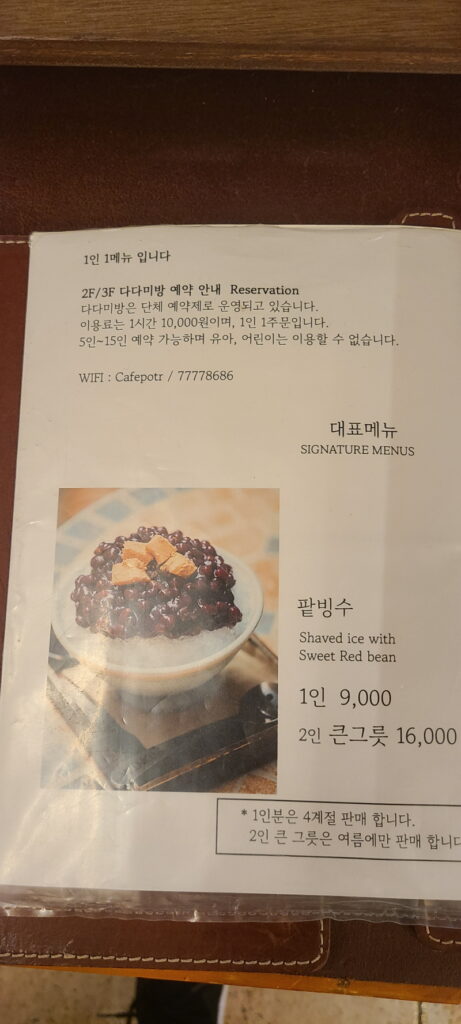 1인 1메뉴 입니다
2F/3F 다다미방 예약 안내 Reservation
다다미방은 단체 예약제로 운영되고 있습니다.
이용료는 1시간 10,000원이며, 1인 1주문입니다.
5인~15인 예약 가능하며 유아, 어린이는 이용할 수 없습니다.
WIFI : Cafepotr / 77778686
대표메뉴
SIGNATURE MENUS
팥빙수
Shaved ice with
Sweet Red bean
1인 9,000
2인 큰그릇 16,000
* 1인분은 4계절 판매 합니다.
2인 큰 그릇은 여름에만 판매 합니다